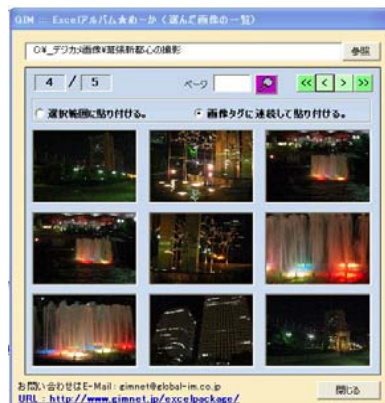 GIM ::: Excelアルバム★めーか（選んだ画像の一覧）
C:¥_デジカメ画像¥幕張新都心の撮影
参照
4 / 5
ページ
<< < > >>
選択範囲に貼り付ける。
画像タグに連続して貼り付ける。
お問い合わせはE-Mail : gimnet@global-im.co.jp
URL : http://www.gimnet.jp/excelpackage/
閉じる